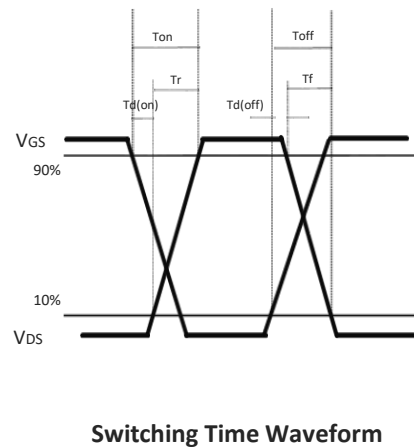 Ton Toff
Tr Tf
Td(on) Td(off)
VGS
90%
10%
VDS
Switching Time Waveform